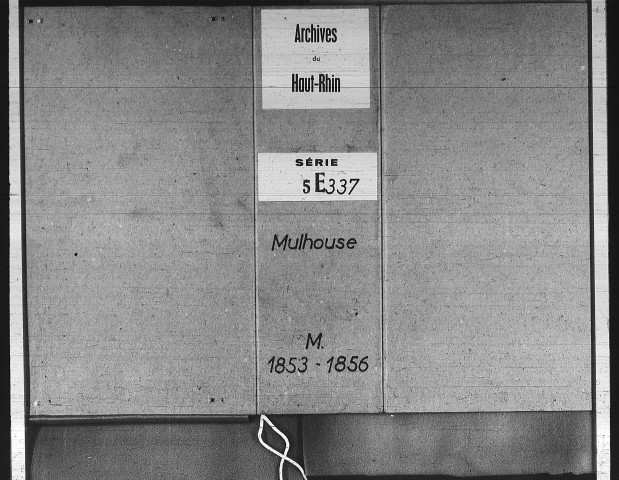 Archives
du
Haut-Rhin
SÉRIE
5 E 337
Mulhouse
M.
1853 - 1856